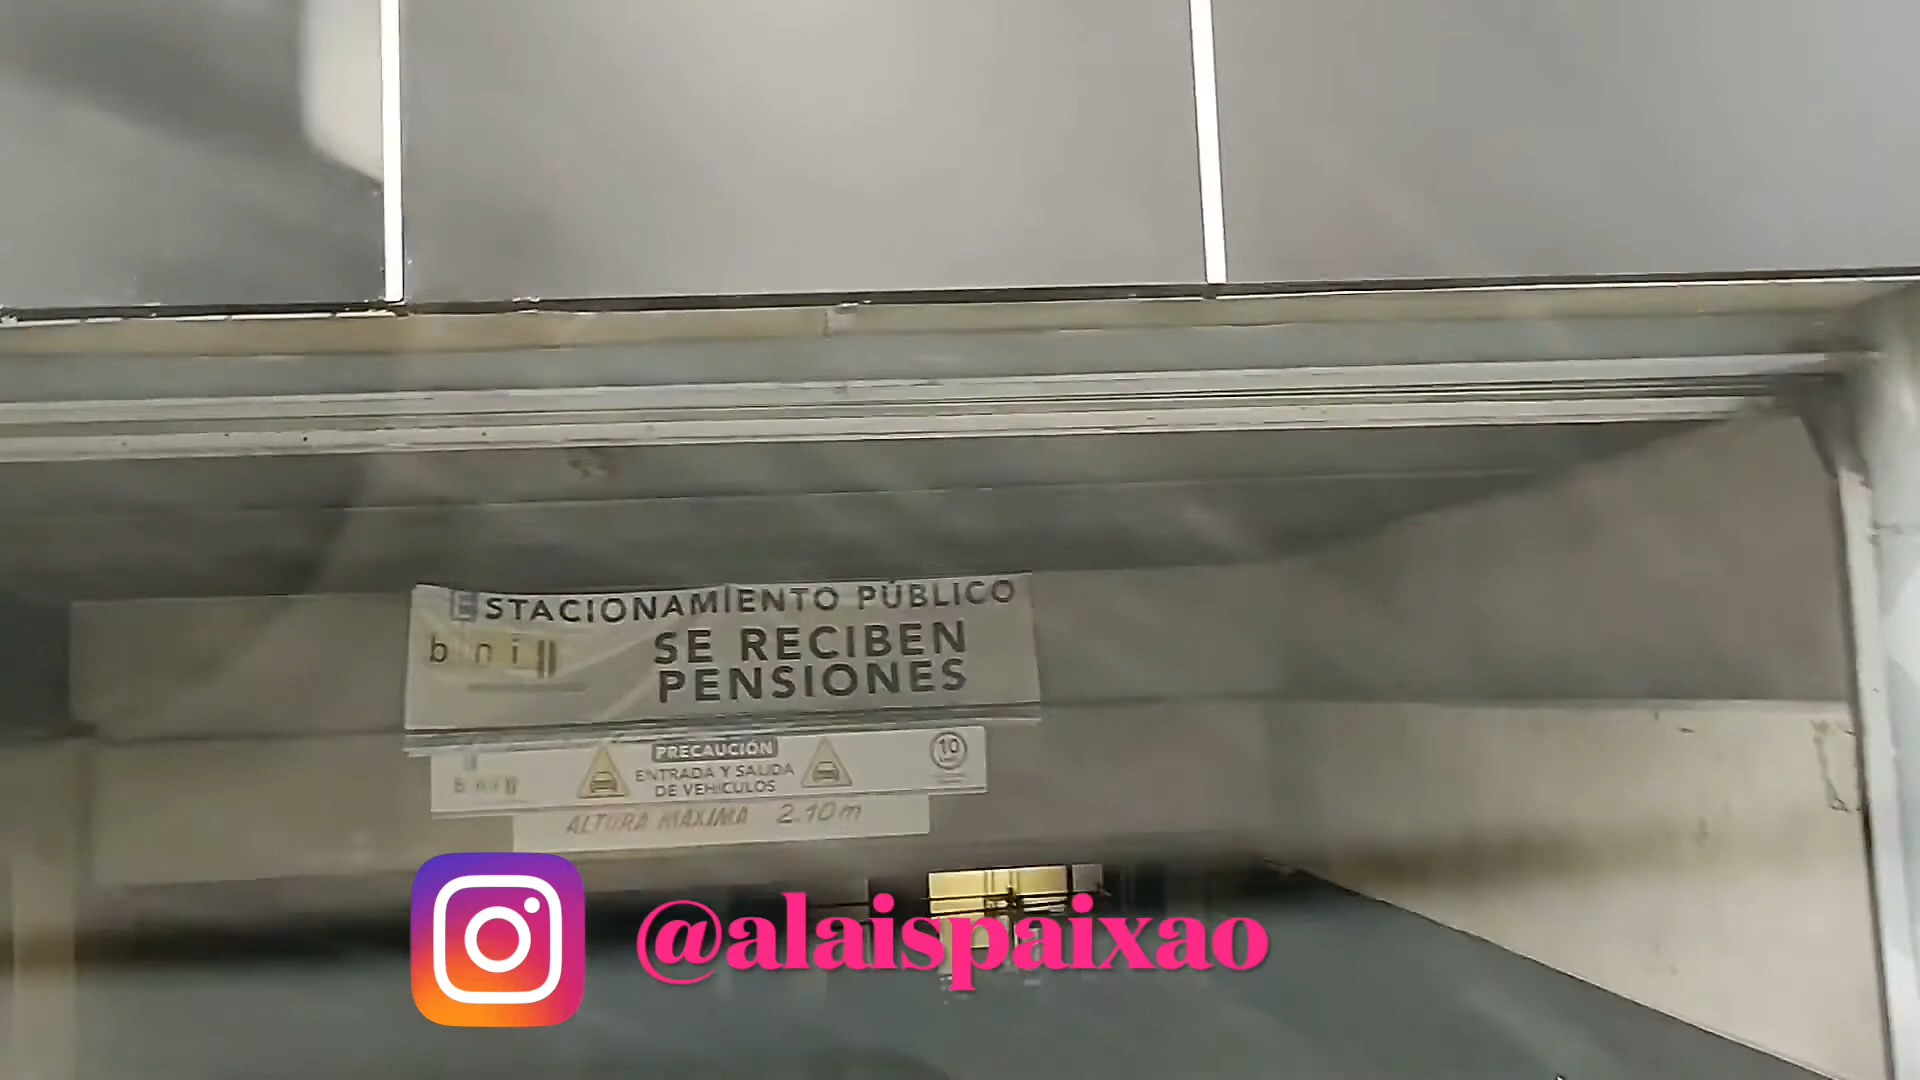 ESTACIONAMIENTO PÚBLICO
SE RECIBEN
PENSIONES
PRECAUCIÓN
10
ENTRADA Y SALIDA
DE VEHICULOS
ALTURA MAXIMA 2.10m
@alaispaixao